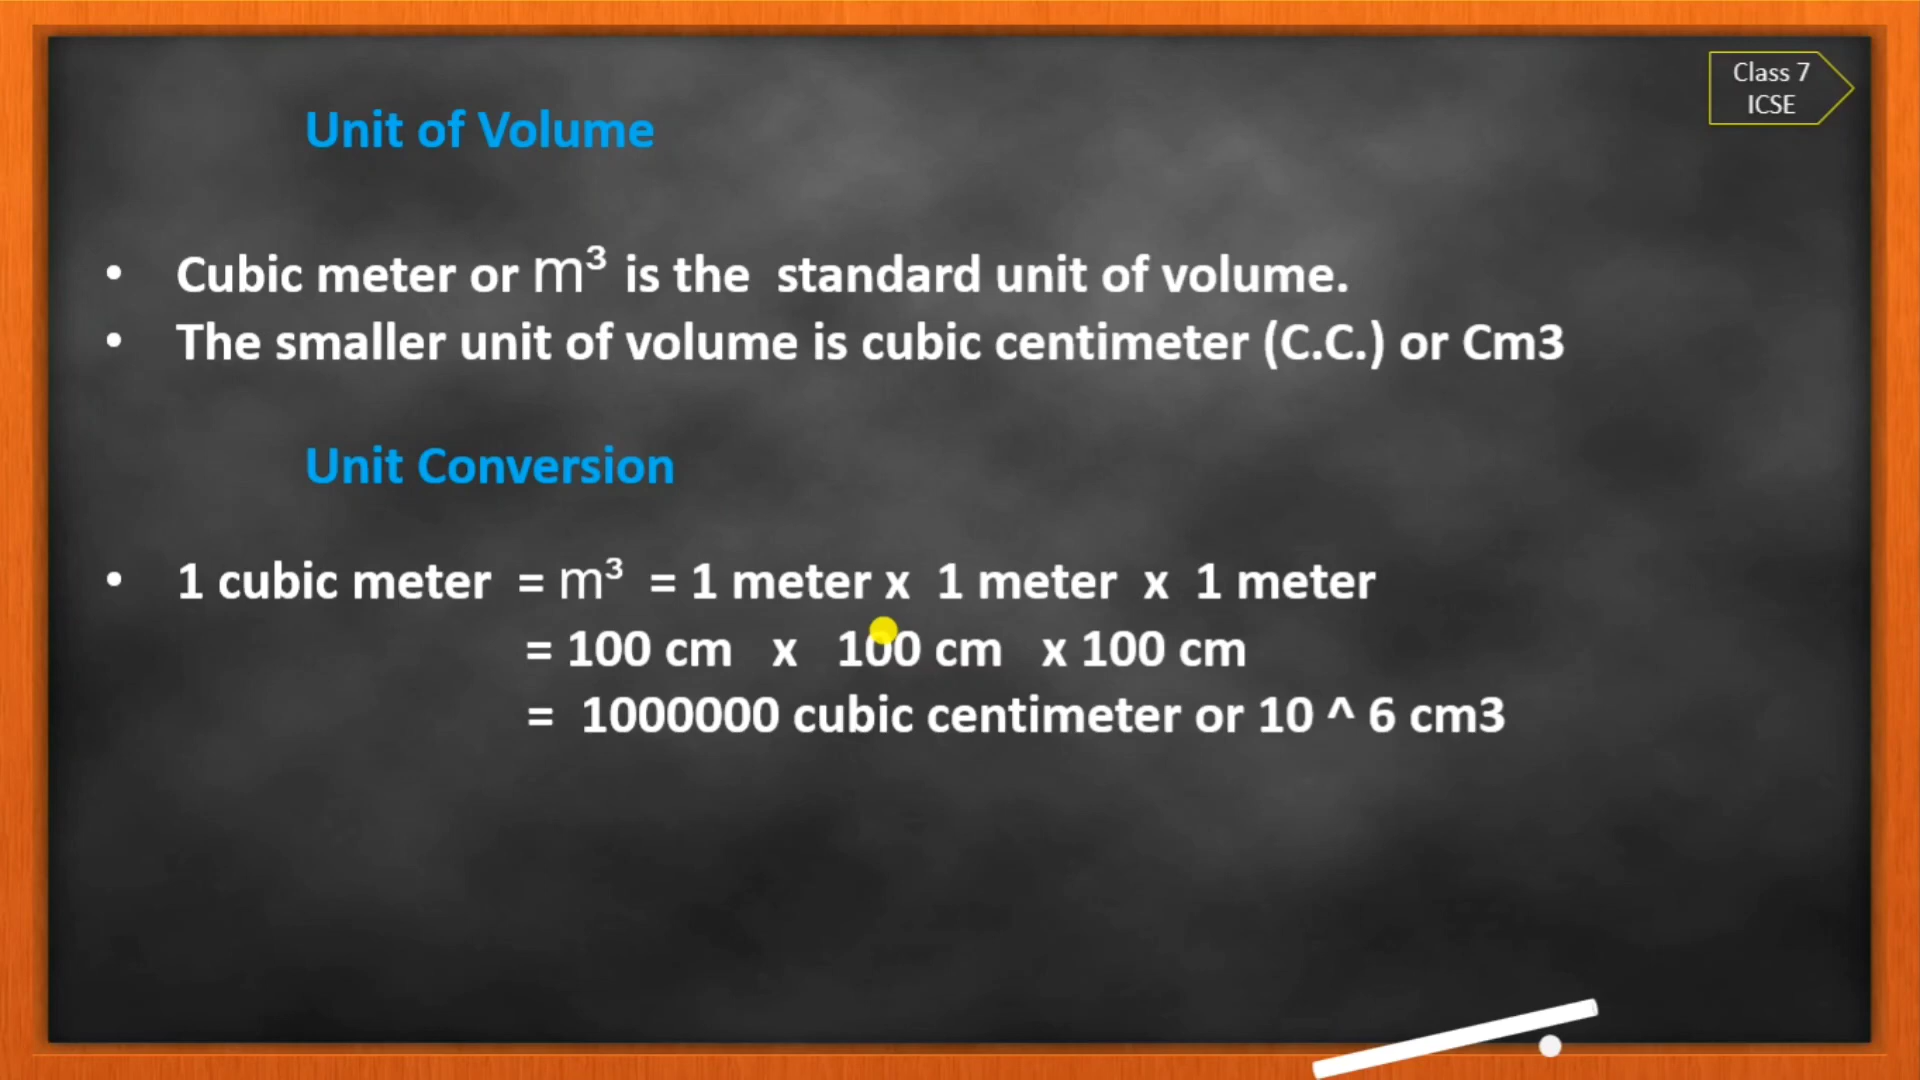 Class 7
ICSE
Unit of Volume
• Cubic meter or m³ is the standard unit of volume.
• The smaller unit of volume is cubic centimeter (C.C.) or Cm3
Unit Conversion
• 1 cubic meter = m³ = 1 meter x 1 meter x 1 meter
= 100 cm x 100 cm x 100 cm
= 1000000 cubic centimeter or 10 ^ 6 cm3